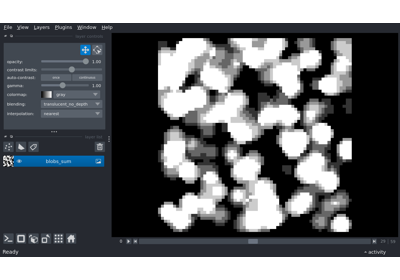 File View Layers Plugins Window Help
opacity: 1.00
contrast limits:
auto-contrast: once continuous
gamma: 1.00
colormap: gray
blending: translucent_no_depth
interpolation: nearest
blobs_sum
Ready
activity